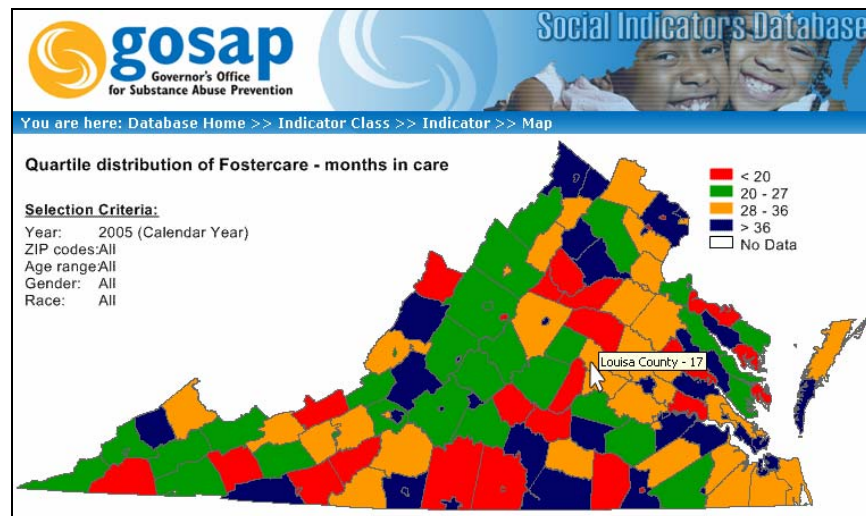 gosap
Governor's Office
for Substance Abuse Prevention
Social Indicators Database
You are here: Database Home >> Indicator Class >> Indicator >> Map
Quartile distribution of Fostercare - months in care
Selection Criteria:
Year: 2005 (Calendar Year)
ZIP codes:All
Age range:All
Gender: All
Race: All
< 20
20 - 27
28 - 36
> 36
No Data
Louisa County - 17